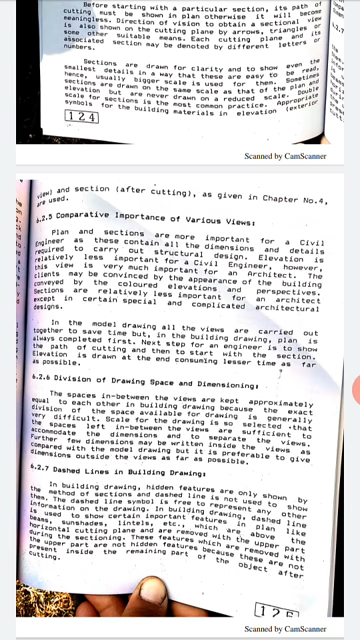 Before starting with a particular section, its path of
cutting must be shown in plan otherwise it will become
meaningless. Direction of vision to obtain a sectional view
is also shown on the cutting plane by arrows, triangles or
some other suitable means. Each cutting plane and its
associated section may be denoted by different letters or
numbers.
Sections are drawn for clarity and to show even the
smallest details in a way that these are easy to be read,
hence, usually bigger scale is used for them. Sometimes
sections are drawn on the same scale as that of the plan and
elevation but are never drawn on a reduced scale. Double
scale for sections is the most common practice. Appropriate
symbols for the building materials in elevation (exterior
124
Scanned by CamScanner
view) and section (after cutting), as given in Chapter No.4,
are used.
6.2.5 Comparative Importance of Various Views:
Plan and sections are more important for a Civil
Engineer as these contain all the dimensions and details
required to carry out structural design. Elevation is
relatively less important for a Civil Engineer, however,
this view is very much important for an Architect. The
clients may be convinced by the appearance of the building
conveyed by the coloured elevations and perspectives.
Sections are relatively less important for an architect
except in certain special and complicated architectural
designs.
In the model drawing all the views are carried out
together to save time but, in the building drawing, plan is
always completed first. Next step for an engineer is to show
the path of cutting and then to start with the section.
Elevation is drawn at the end consuming lesser time as far
as possible.
6.2.6 Division of Drawing Space and Dimensioning:
The spaces in-between the views are kept approximately
equal to each other in building drawing because the exact
division of the space available for drawing is generally
very difficult. Scale for the drawing is so selected that
the spaces left in-between the views are sufficient to
accommodate the dimensions and to separate the views.
Further few dimensions may be written inside the views as
compared with the model drawing but it is preferable to give
dimensions outside the views as far as possible.
6.2.7 Dashed Lines in Building Drawing:
In building drawing, hidden features are only shown by
the method of sections and dashed line is not used to show
them. The dashed line symbol is free to represent any other
information on the drawing. In building drawing, dashed line
is used to show certain important features in plan like
beams, sunshades, lintels, etc., which are above the
horizontal cutting plane and are removed with the upper part
during the sectioning. These features which are removed with
the upper part are not hidden features because these are not
present inside the remaining part of the object after
cutting.
Scanned by CamScanner